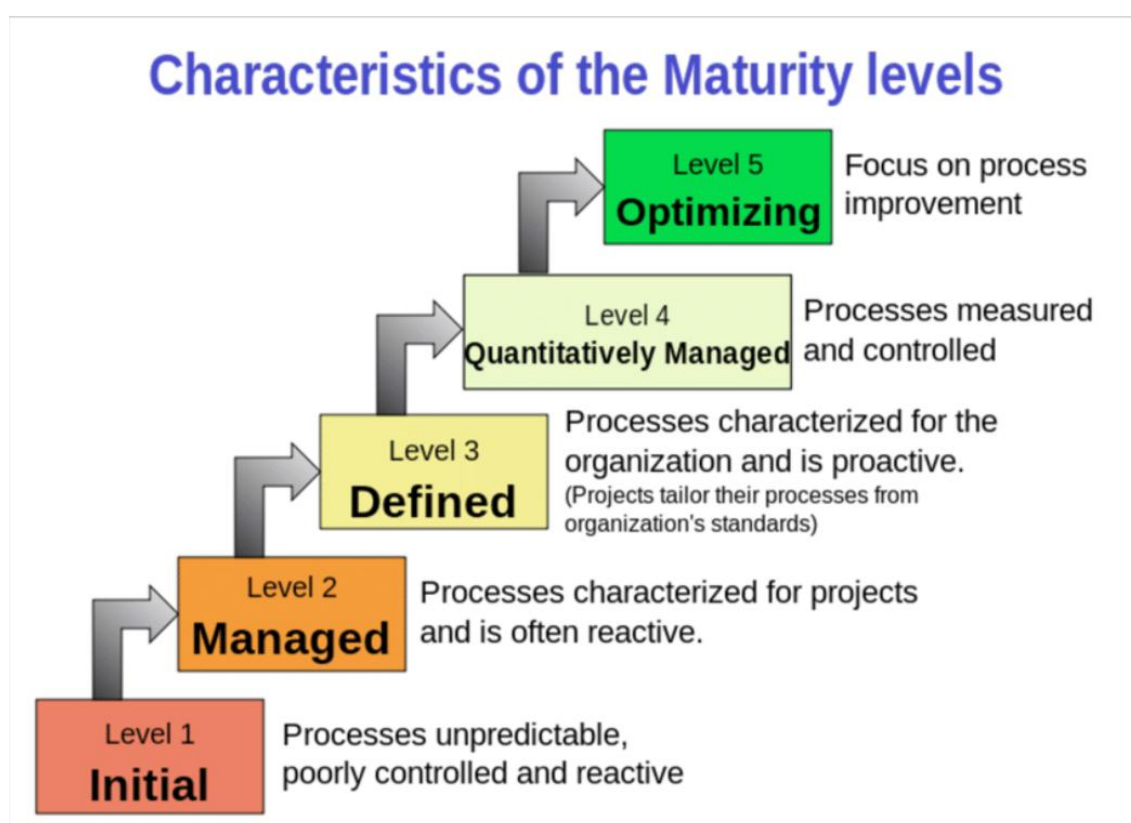 Characteristics of the Maturity levels
Level 5
Optimizing
Focus on process
improvement
Level 4
Quantitatively Managed
Processes measured
and controlled
Level 3
Defined
Processes characterized for the
organization and is proactive.
(Projects tailor their processes from
organization's standards)
Level 2
Managed
Processes characterized for projects
and is often reactive.
Level 1
Initial
Processes unpredictable,
poorly controlled and reactive